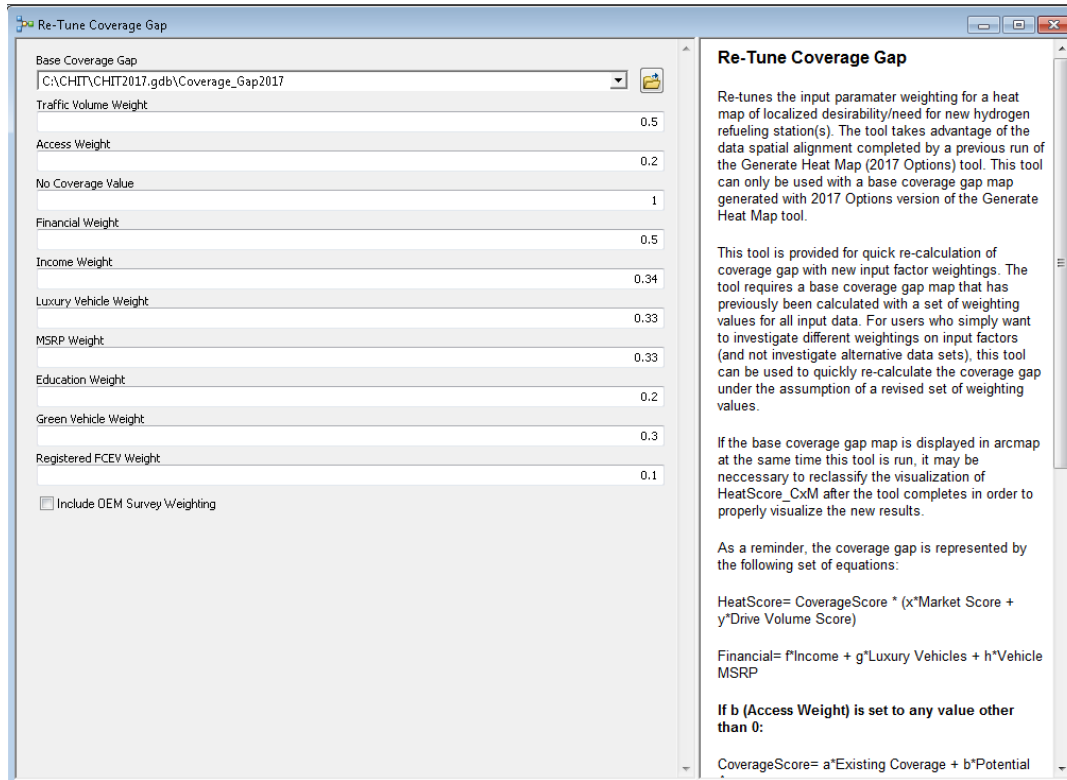 Re-Tune Coverage Gap
Base Coverage Gap
C:\CHIT\CHIT2017.gdb\Coverage_Gap2017
Traffic Volume Weight
0.5
Access Weight
0.2
No Coverage Value
1
Financial Weight
0.5
Income Weight
0.34
Luxury Vehicle Weight
0.33
MSRP Weight
0.33
Education Weight
0.2
Green Vehicle Weight
0.3
Registered FCEV Weight
0.1
Include OEM Survey Weighting
Re-Tune Coverage Gap
Re-tunes the input paramater weighting for a heat
map of localized desirability/need for new hydrogen
refueling station(s). The tool takes advantage of the
data spatial alignment completed by a previous run of
the Generate Heat Map (2017 Options) tool. This tool
can only be used with a base coverage gap map
generated with 2017 Options version of the Generate
Heat Map tool.
This tool is provided for quick re-calculation of
coverage gap with new input factor weightings. The
tool requires a base coverage gap map that has
previously been calculated with a set of weighting
values for all input data. For users who simply want
to investigate different weightings on input factors
(and not investigate alternative data sets), this tool
can be used to quickly re-calculate the coverage gap
under the assumption of a revised set of weighting
values.
If the base coverage gap map is displayed in arcmap
at the same time this tool is run, it may be
neccessary to reclassify the visualization of
HeatScore_CxM after the tool completes in order to
properly visualize the new results.
As a reminder, the coverage gap is represented by
the following set of equations:
HeatScore= CoverageScore * (x*Market Score +
y*Drive Volume Score)
Financial= f*Income + g*Luxury Vehicles + h*Vehicle
MSRP
If b (Access Weight) is set to any value other
than 0:
CoverageScore= a*Existing Coverage + b*Potential